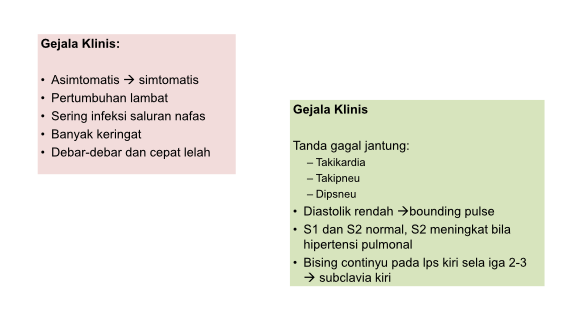 Gejala Klinis:
• Asimtomatis → simtomatis
• Pertumbuhan lambat
• Sering infeksi saluran nafas
• Banyak keringat
• Debar-debar dan cepat lelah
Gejala Klinis
Tanda gagal jantung:
– Takikardia
– Takipneu
– Dipsneu
• Diastolik rendah →bounding pulse
• S1 dan S2 normal, S2 meningkat bila
hipertensi pulmonal
• Bising continyu pada lps kiri sela iga 2-3
→ subclavia kiri